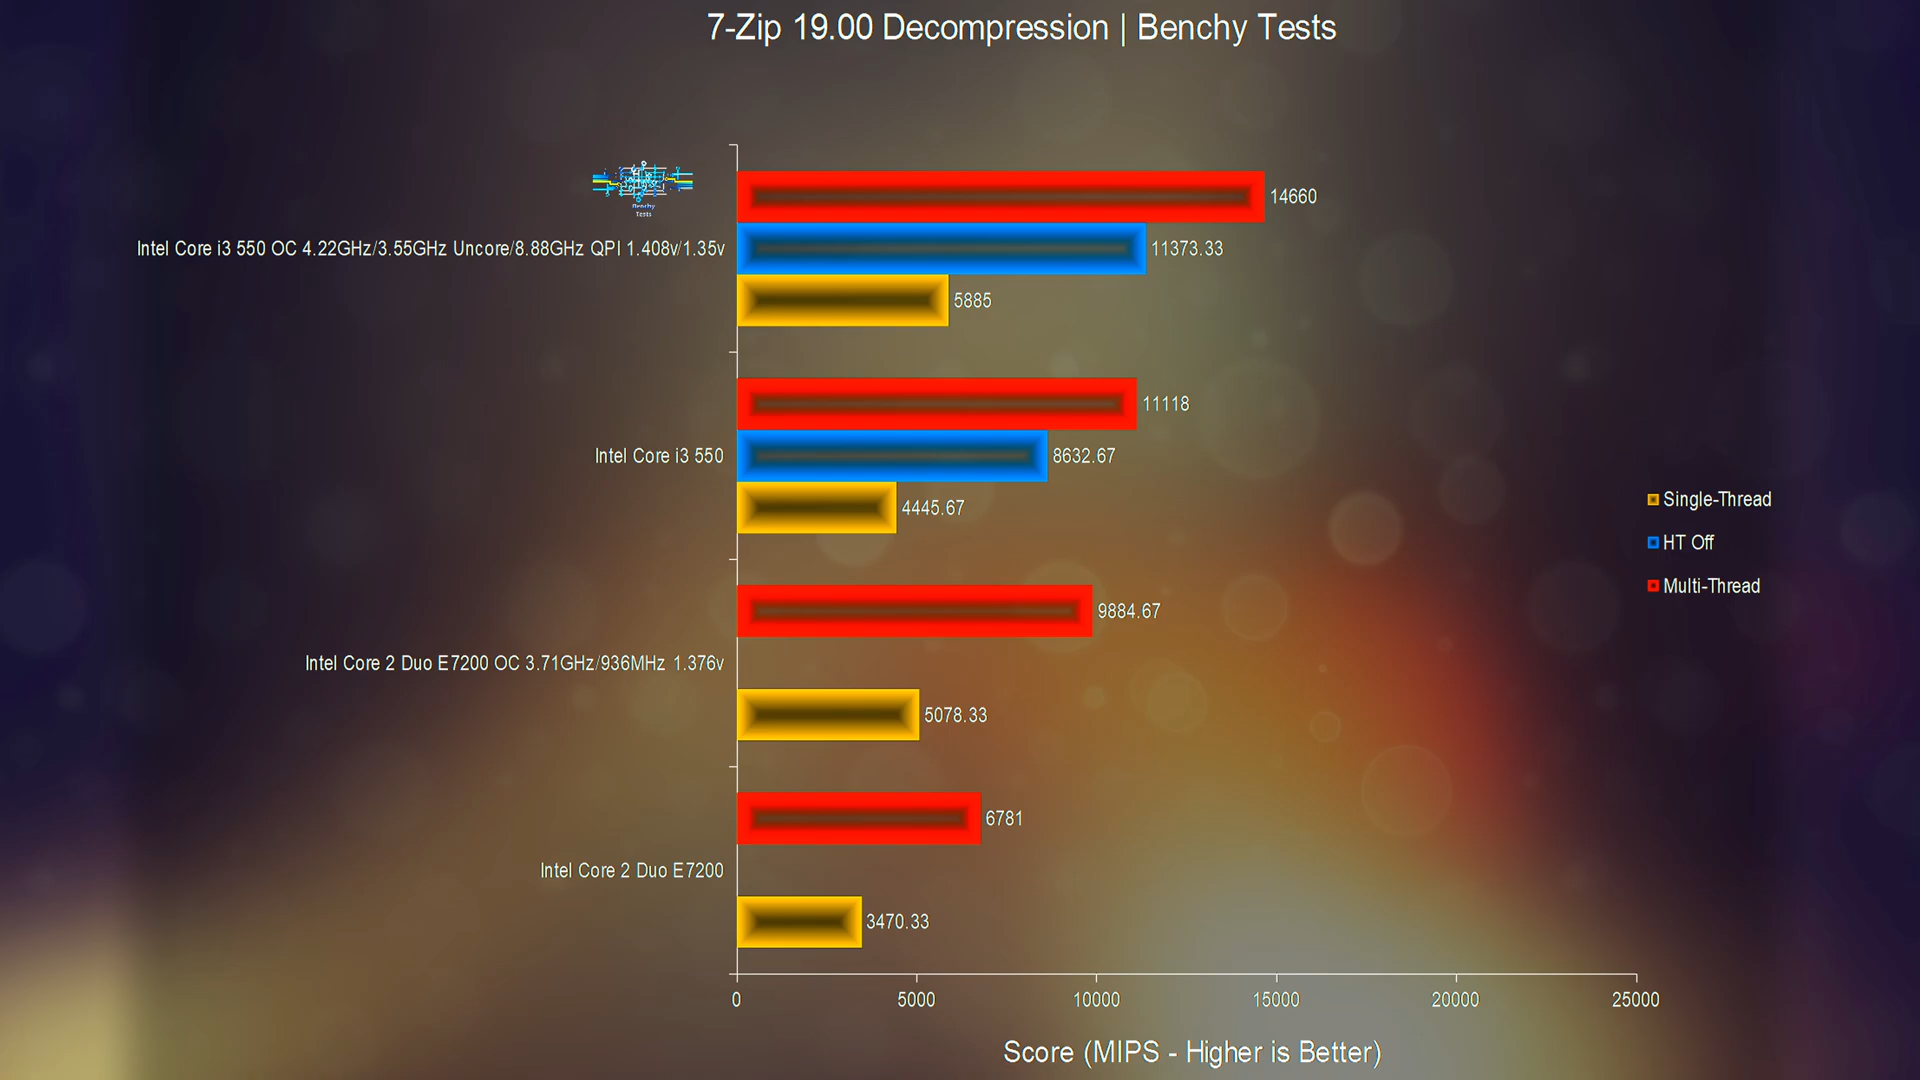 7-Zip 19.00 Decompression | Benchy Tests
Benchy
Tests
14660
Intel Core i3 550 OC 4.22GHz/3.55GHz Uncore/8.88GHz QPI 1.408v/1.35v
11373.33
5885
11118
Intel Core i3 550
8632.67
4445.67
Single-Thread
HT Off
Multi-Thread
9884.67
Intel Core 2 Duo E7200 OC 3.71GHz/936MHz 1.376v
5078.33
6781
Intel Core 2 Duo E7200
3470.33
0 5000 10000 15000 20000 25000
Score (MIPS - Higher is Better)